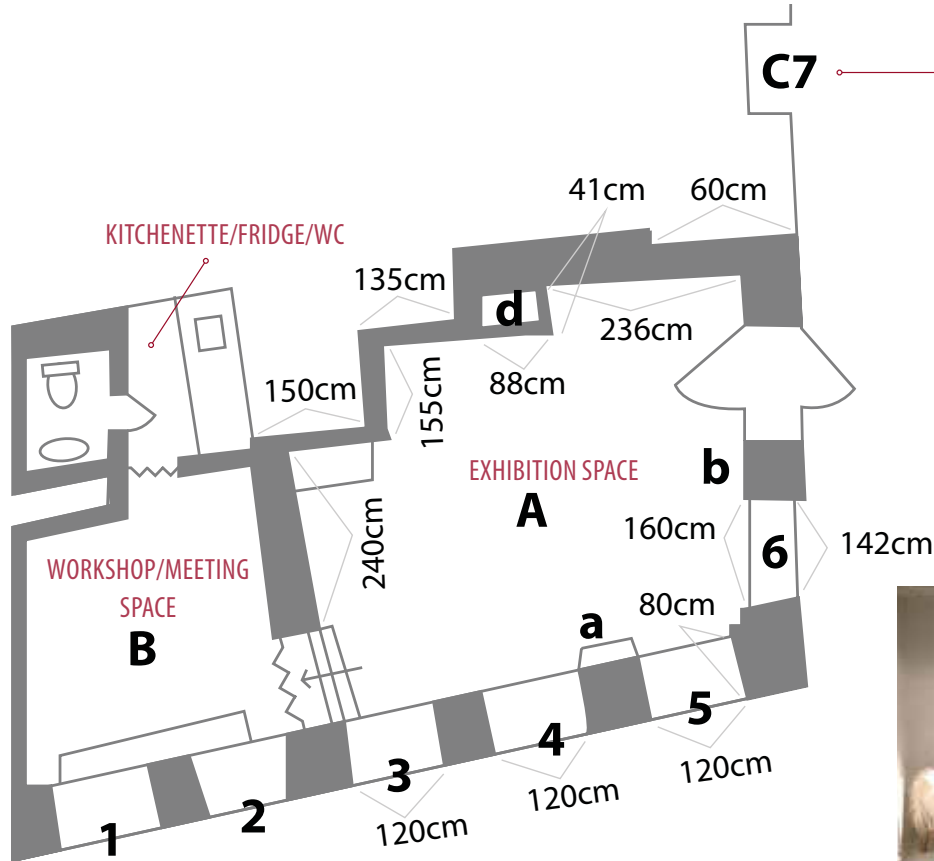 C7
41cm
60cm
KITCHENETTE/FRIDGE/WC
135cm
d
236cm
88cm
150cm
155cm
EXHIBITION SPACE
A
b
240cm
160cm
6
142cm
WORKSHOP/MEETING
SPACE
B
80cm
a
5
4
3
2
1
120cm
120cm
120cm